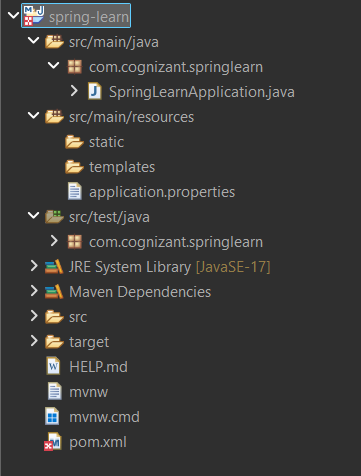 spring-learn
src/main/java
com.cognizant.springlearn
SpringLearnApplication.java
src/main/resources
static
templates
application.properties
src/test/java
com.cognizant.springlearn
JRE System Library [JavaSE-17]
Maven Dependencies
src
target
HELP.md
mvnw
mvnw.cmd
pom.xml